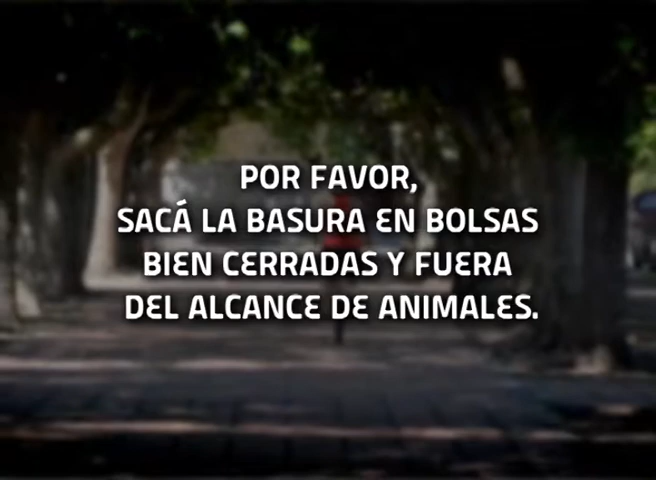 POR FAVOR,
SACÁ LA BASURA EN BOLSAS
BIEN CERRADAS Y FUERA
DEL ALCANCE DE ANIMALES.